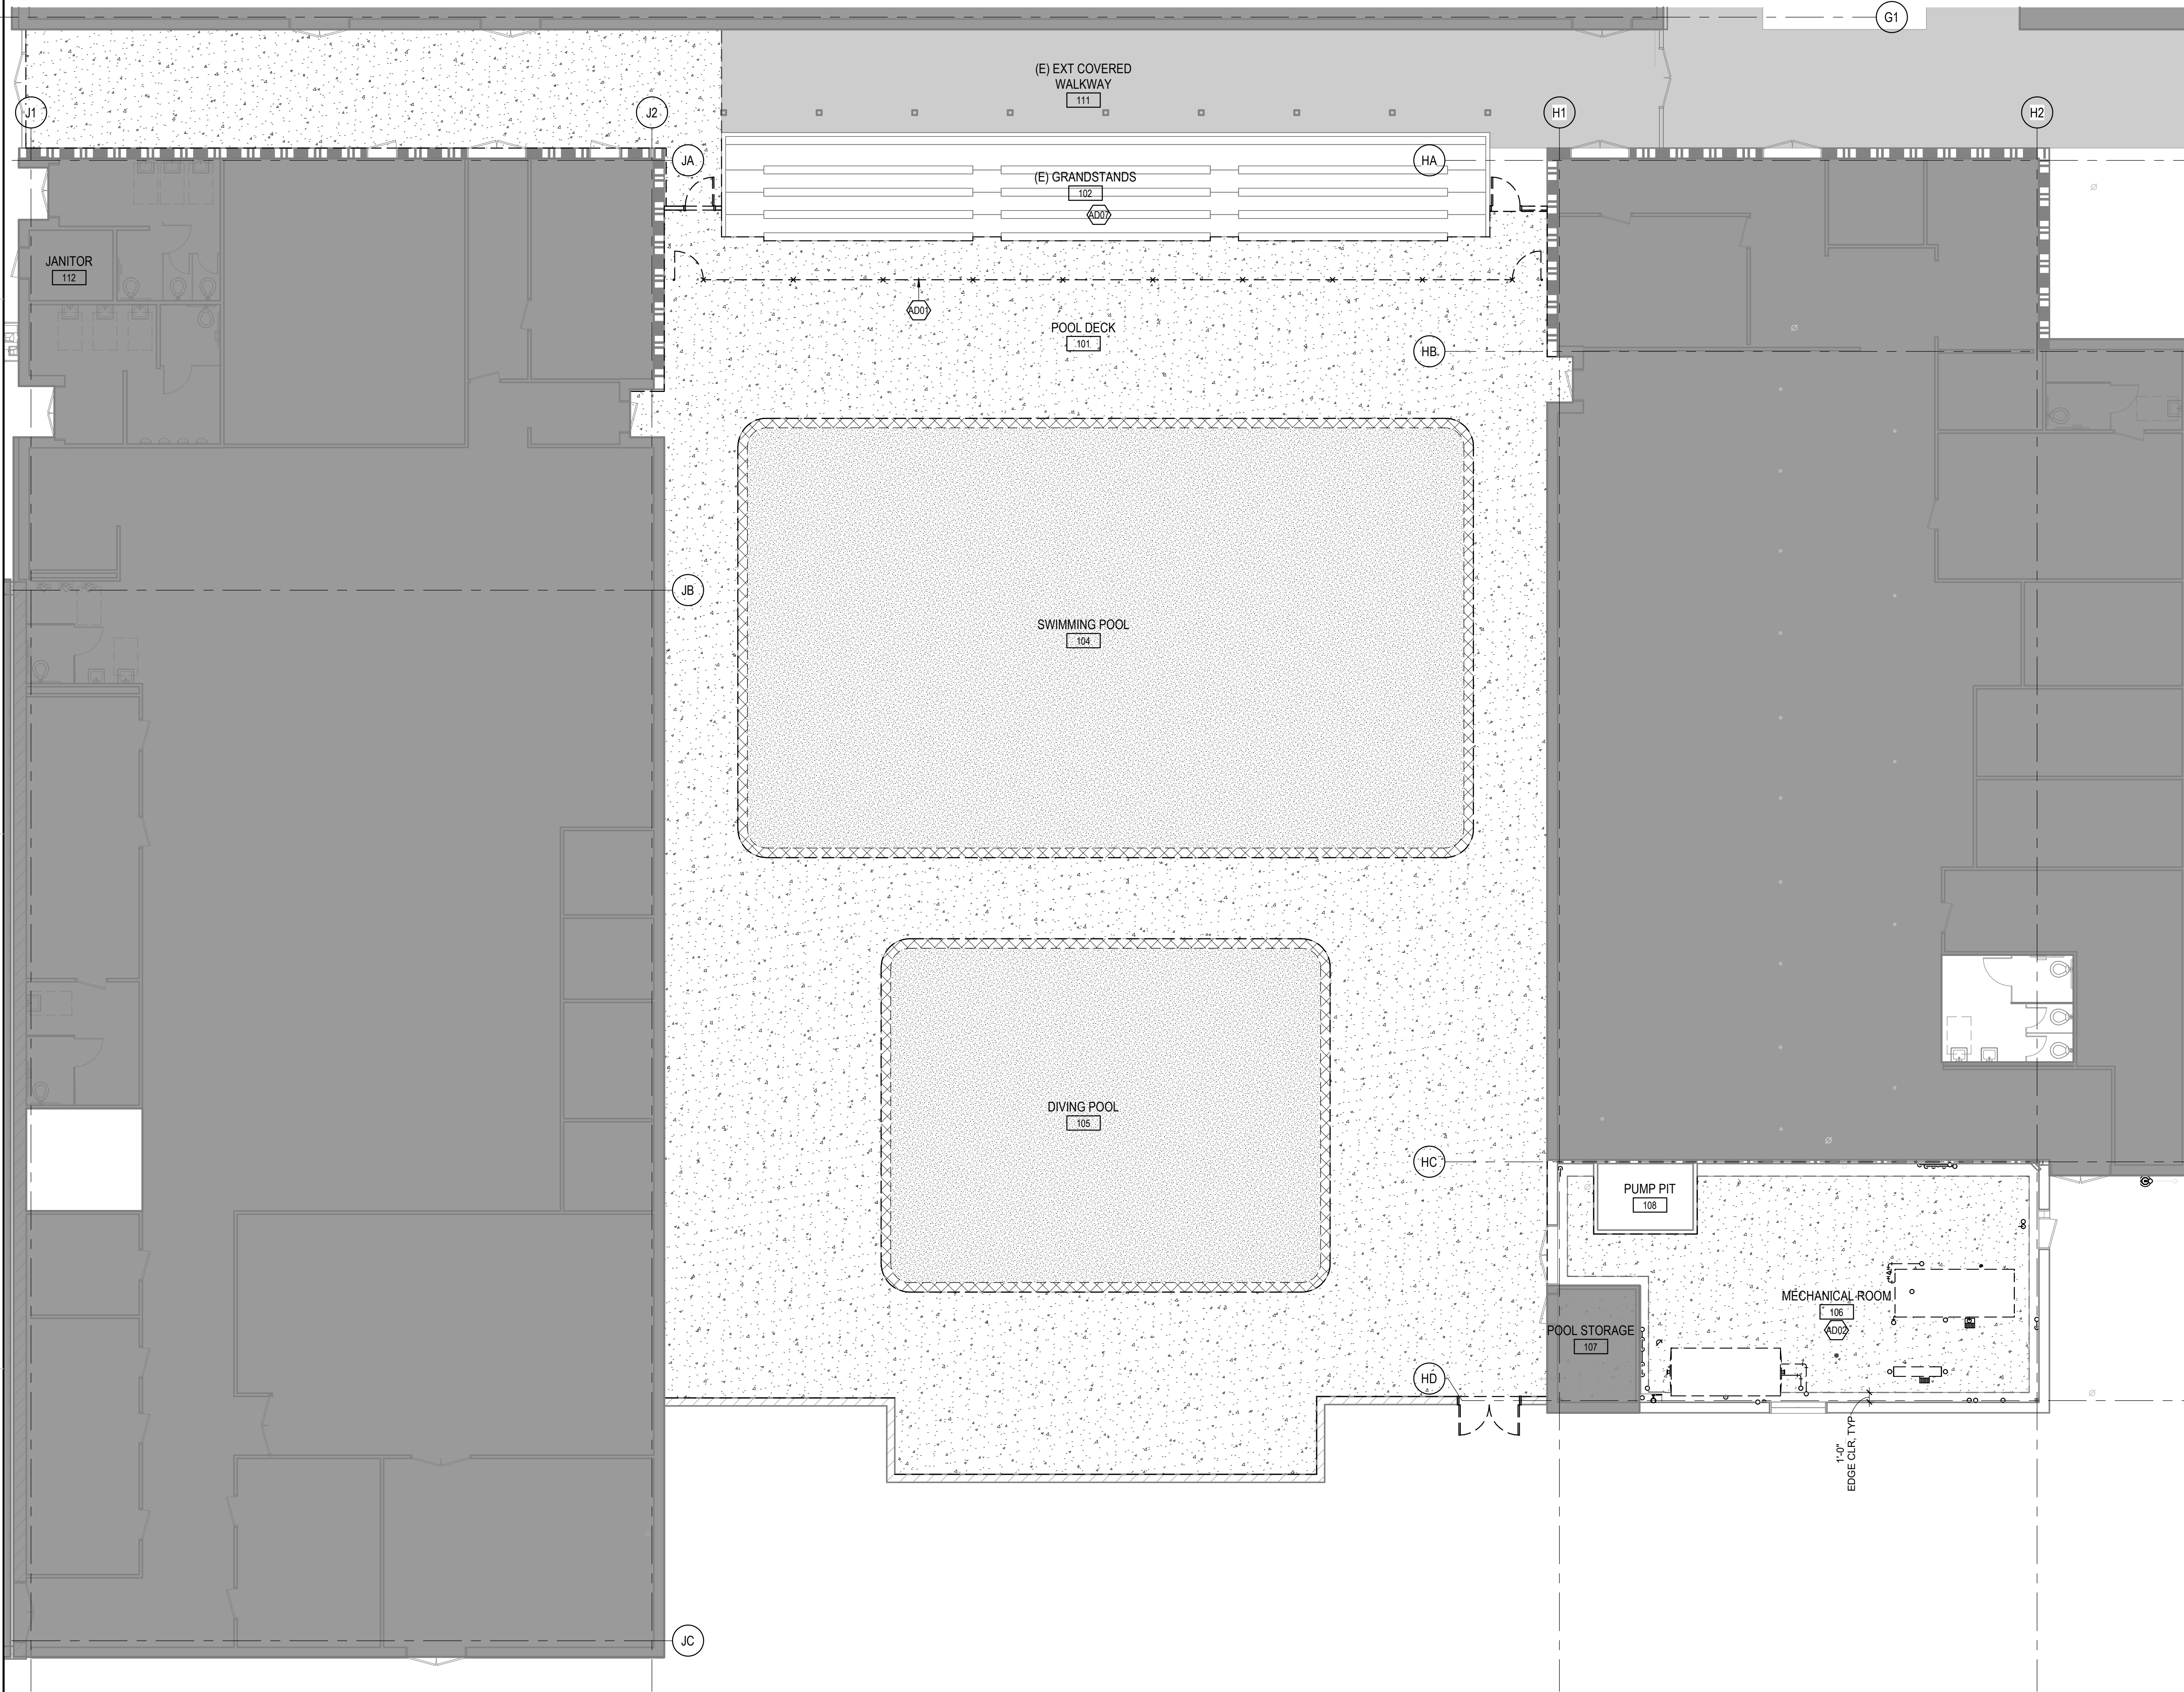 G1
(E) EXT COVERED
WALKWAY
111
J1
J2
H1
H2
JA
HA
(E) GRANDSTANDS
102
AD07
JANITOR
112
AD01
POOL DECK
101
HB
JB
SWIMMING POOL
104
DIVING POOL
105
HC
PUMP PIT
108
MECHANICAL ROOM
106
AD02
POOL STORAGE
107
HD
1'-0"
EDGE CLR, TYP
JC